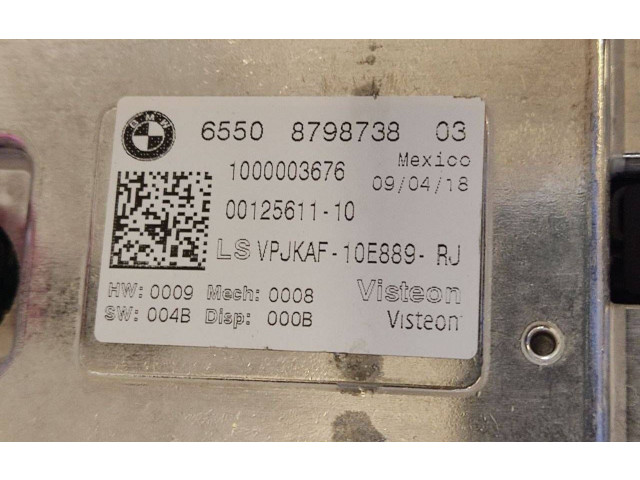 BMW
6550 8798738 03
Mexico
1000003676
09/04/18
00125611-10
LS VPJKAF-10E889-RJ
HW: 0009 Mech: 0008 Visteon
SW: 004B Disp: 000B Visteon